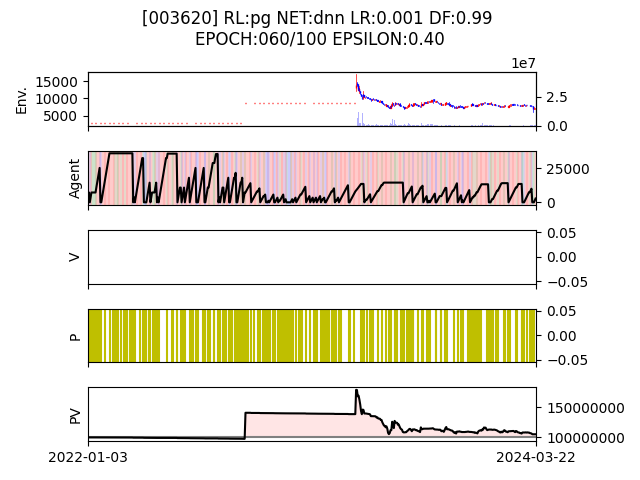 [003620] RL:pg NET:dnn LR:0.001 DF:0.99
EPOCH:060/100 EPSILON:0.40
1e7
Env.
15000
10000
5000
2.5
0.0
Agent
25000
0
V
0.05
0.00
−0.05
P
0.05
0.00
−0.05
PV
150000000
100000000
2022-01-03
2024-03-22